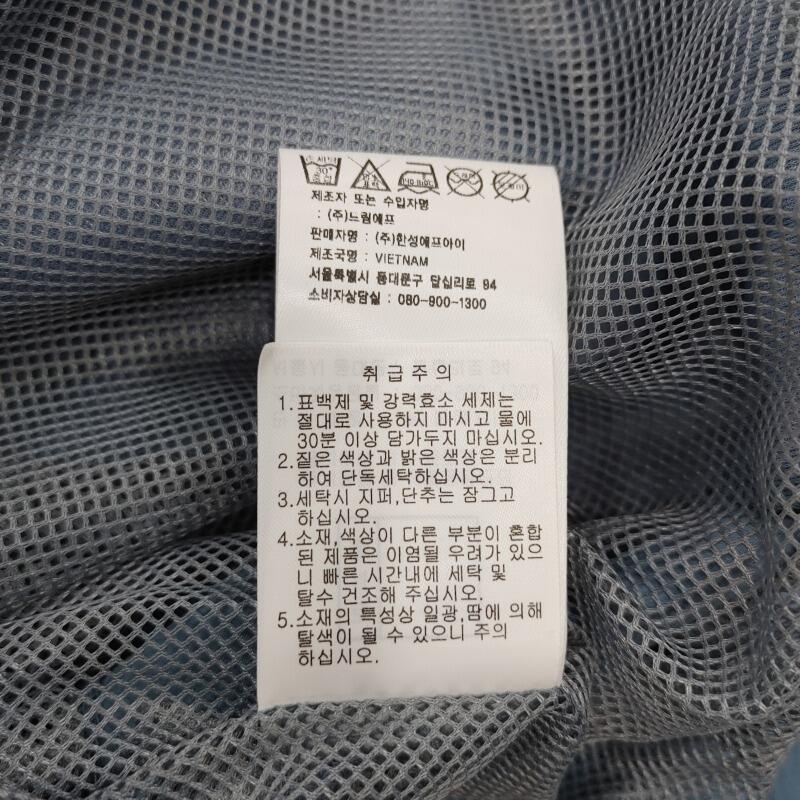 30°
제조자 또는 수입자명
: (주)드림에프
판매자명 : (주)한성에프아이
제조국명 : VIETNAM
서울특별시 동대문구 답십리로 94
소비자상담실 : 080-900-1300
취급주의
1.표백제 및 강력효소 세제는
절대로 사용하지 마시고 물에
30분 이상 담가두지 마십시오.
2.짙은 색상과 밝은 색상은 분리
하여 단독세탁하십시오.
3.세탁시 지퍼,단추는 잠그고
하십시오.
4.소재,색상이 다른 부분이 혼합
된 제품은 이염될 우려가 있으
니 빠른 시간내에 세탁 및
탈수 건조해 주십시오.
5.소재의 특성상 일광,땀에 의해
탈색이 될 수 있으니 주의
하십시오.